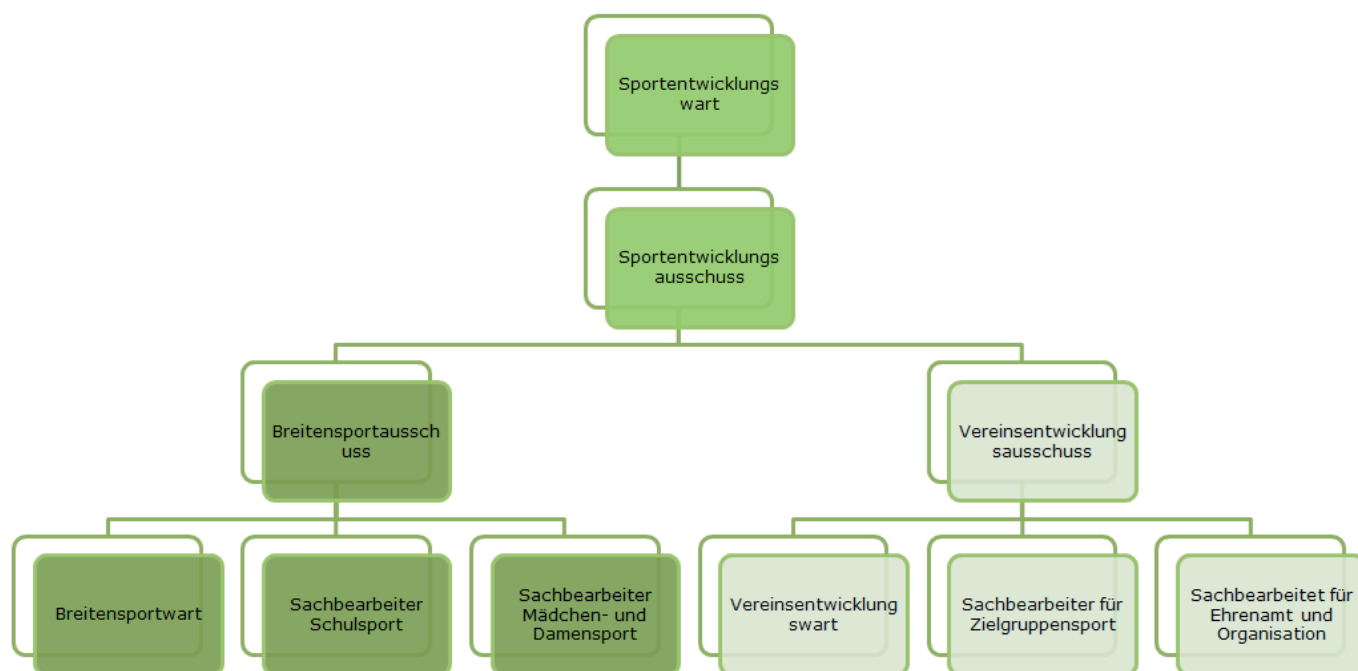 Sportentwicklungs
wart
Sportentwicklungs
ausschuss
Breitensportaussch
uss
Vereinsentwicklung
sausschuss
Breitensportwart
Sachbearbeiter
Schulsport
Sachbearbeiter
Mädchen- und
Damensport
Vereinsentwicklung
swart
Sachbearbeiter für
Zielgruppensport
Sachbearbeitet für
Ehrenamt und
Organisation